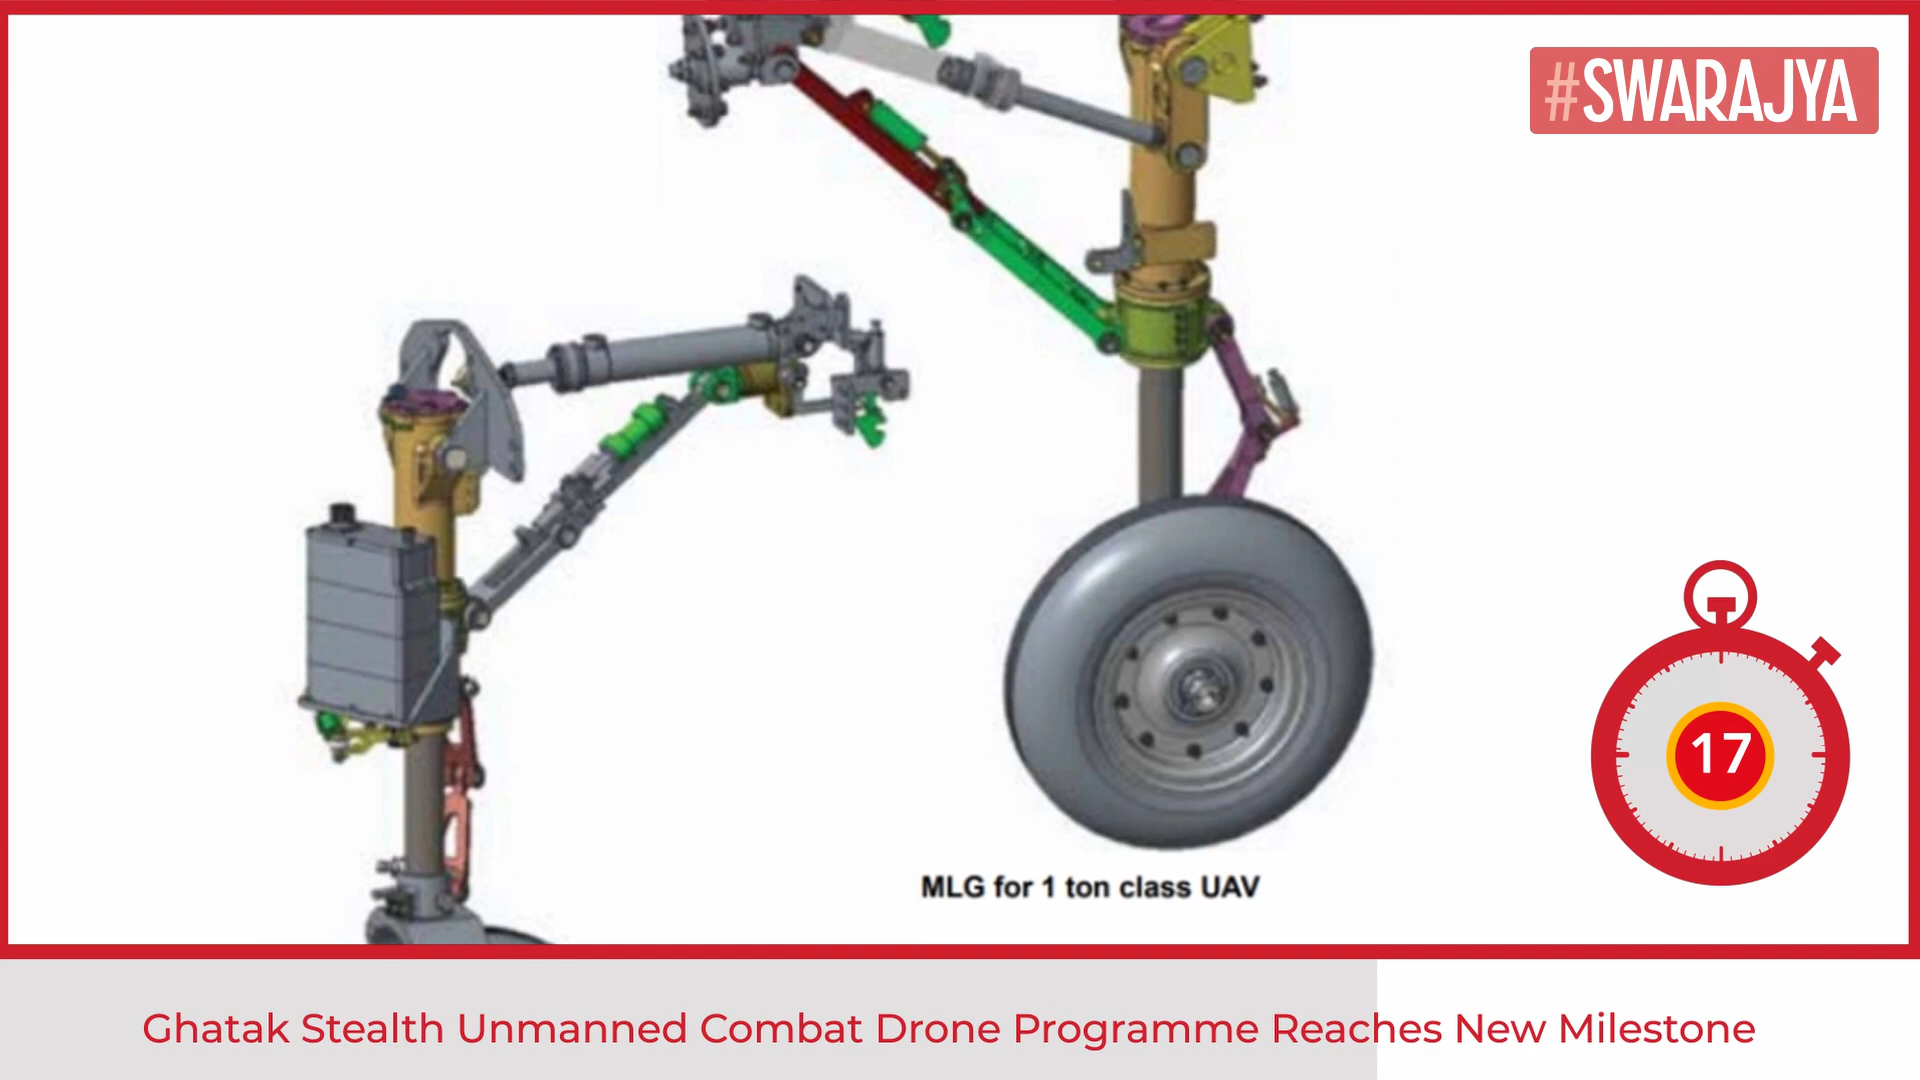 #SWARAJYA
17
MLG for 1 ton class UAV
Ghatak Stealth Unmanned Combat Drone Programme Reaches New Milestone